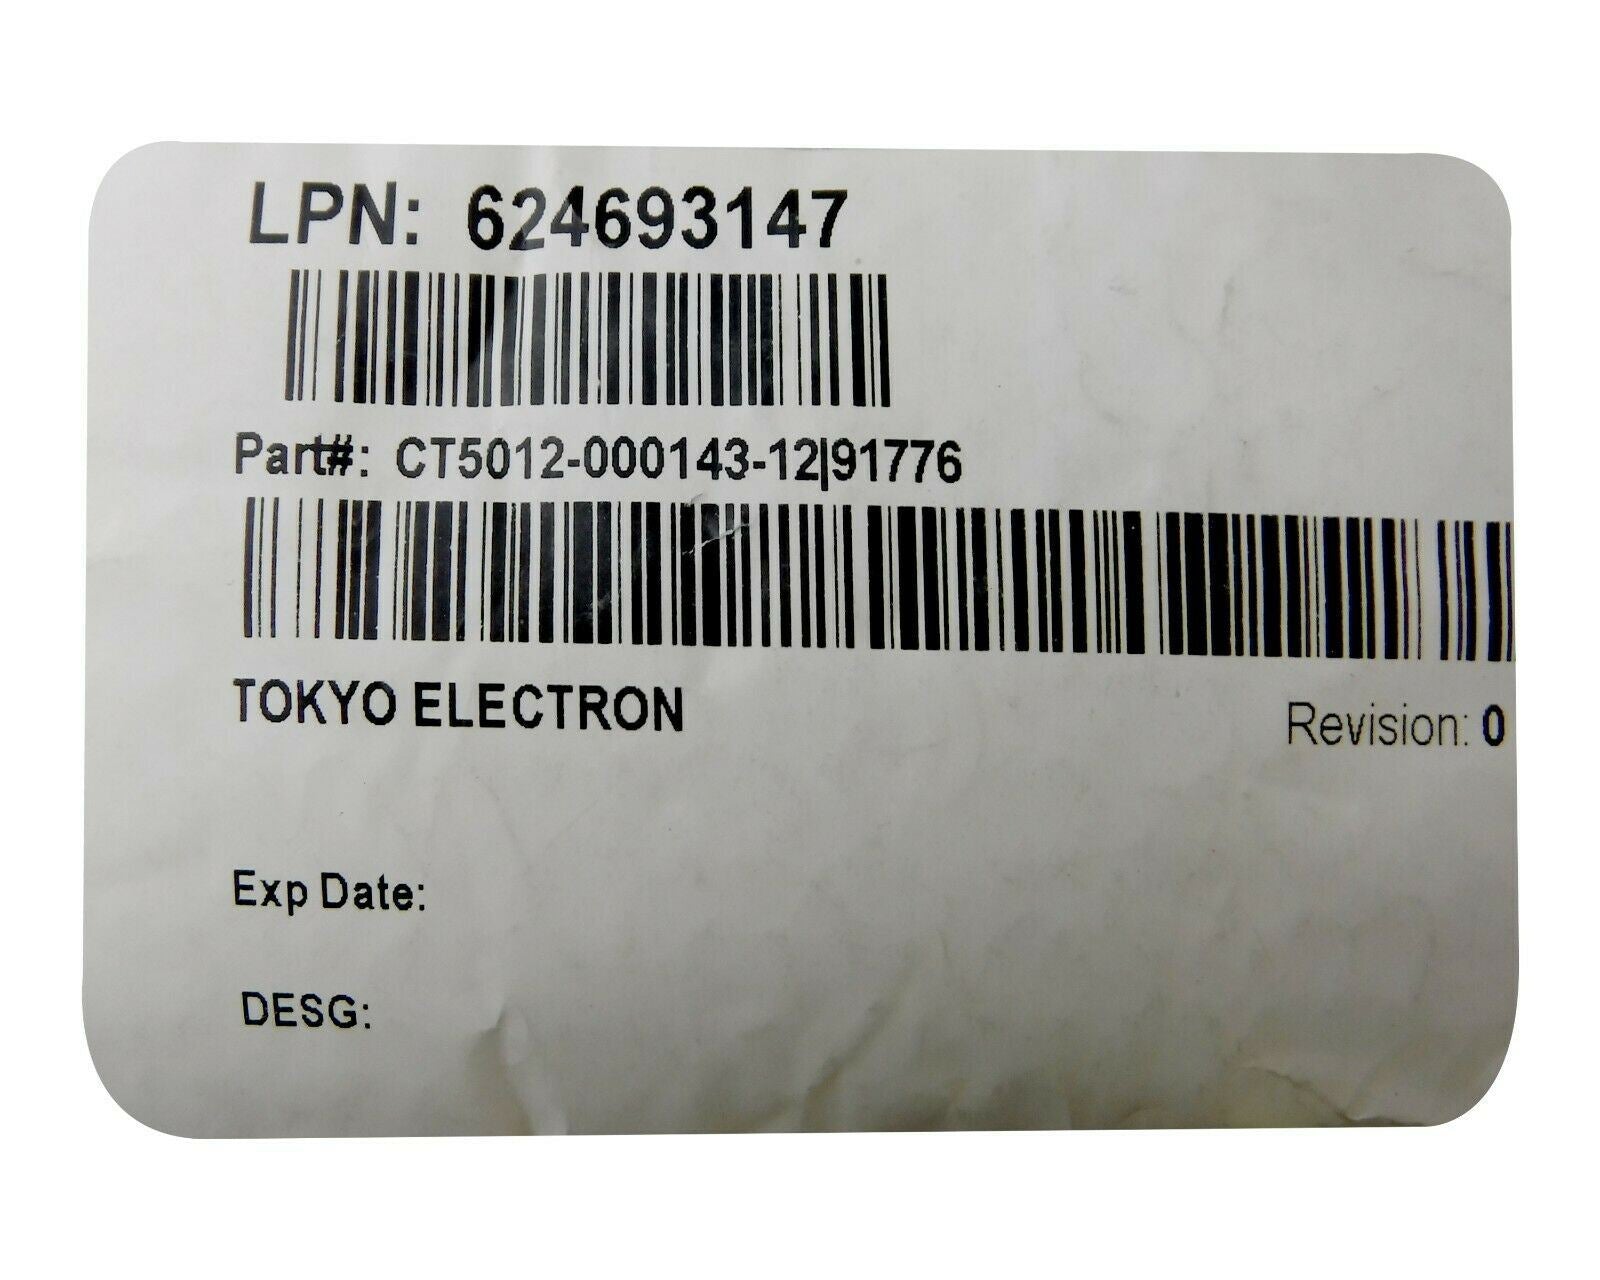 LPN: 624693147
Part#: CT5012-000143-12|91776
TOKYO ELECTRON
Revision: 0
Exp Date:
DESG: